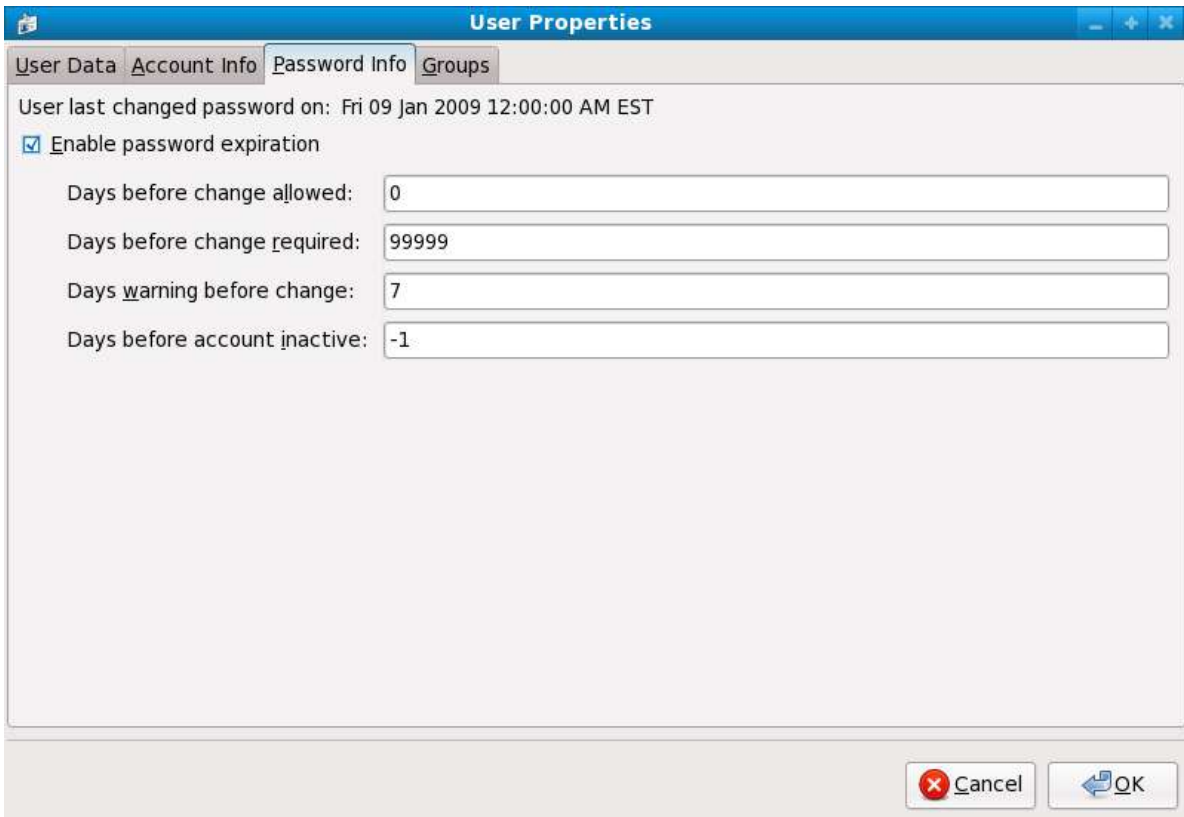 User Properties
User Data Account Info Password Info Groups
User last changed password on: Fri 09 Jan 2009 12:00:00 AM EST
Enable password expiration
Days before change allowed: 0
Days before change required: 99999
Days warning before change: 7
Days before account inactive: -1
Cancel OK